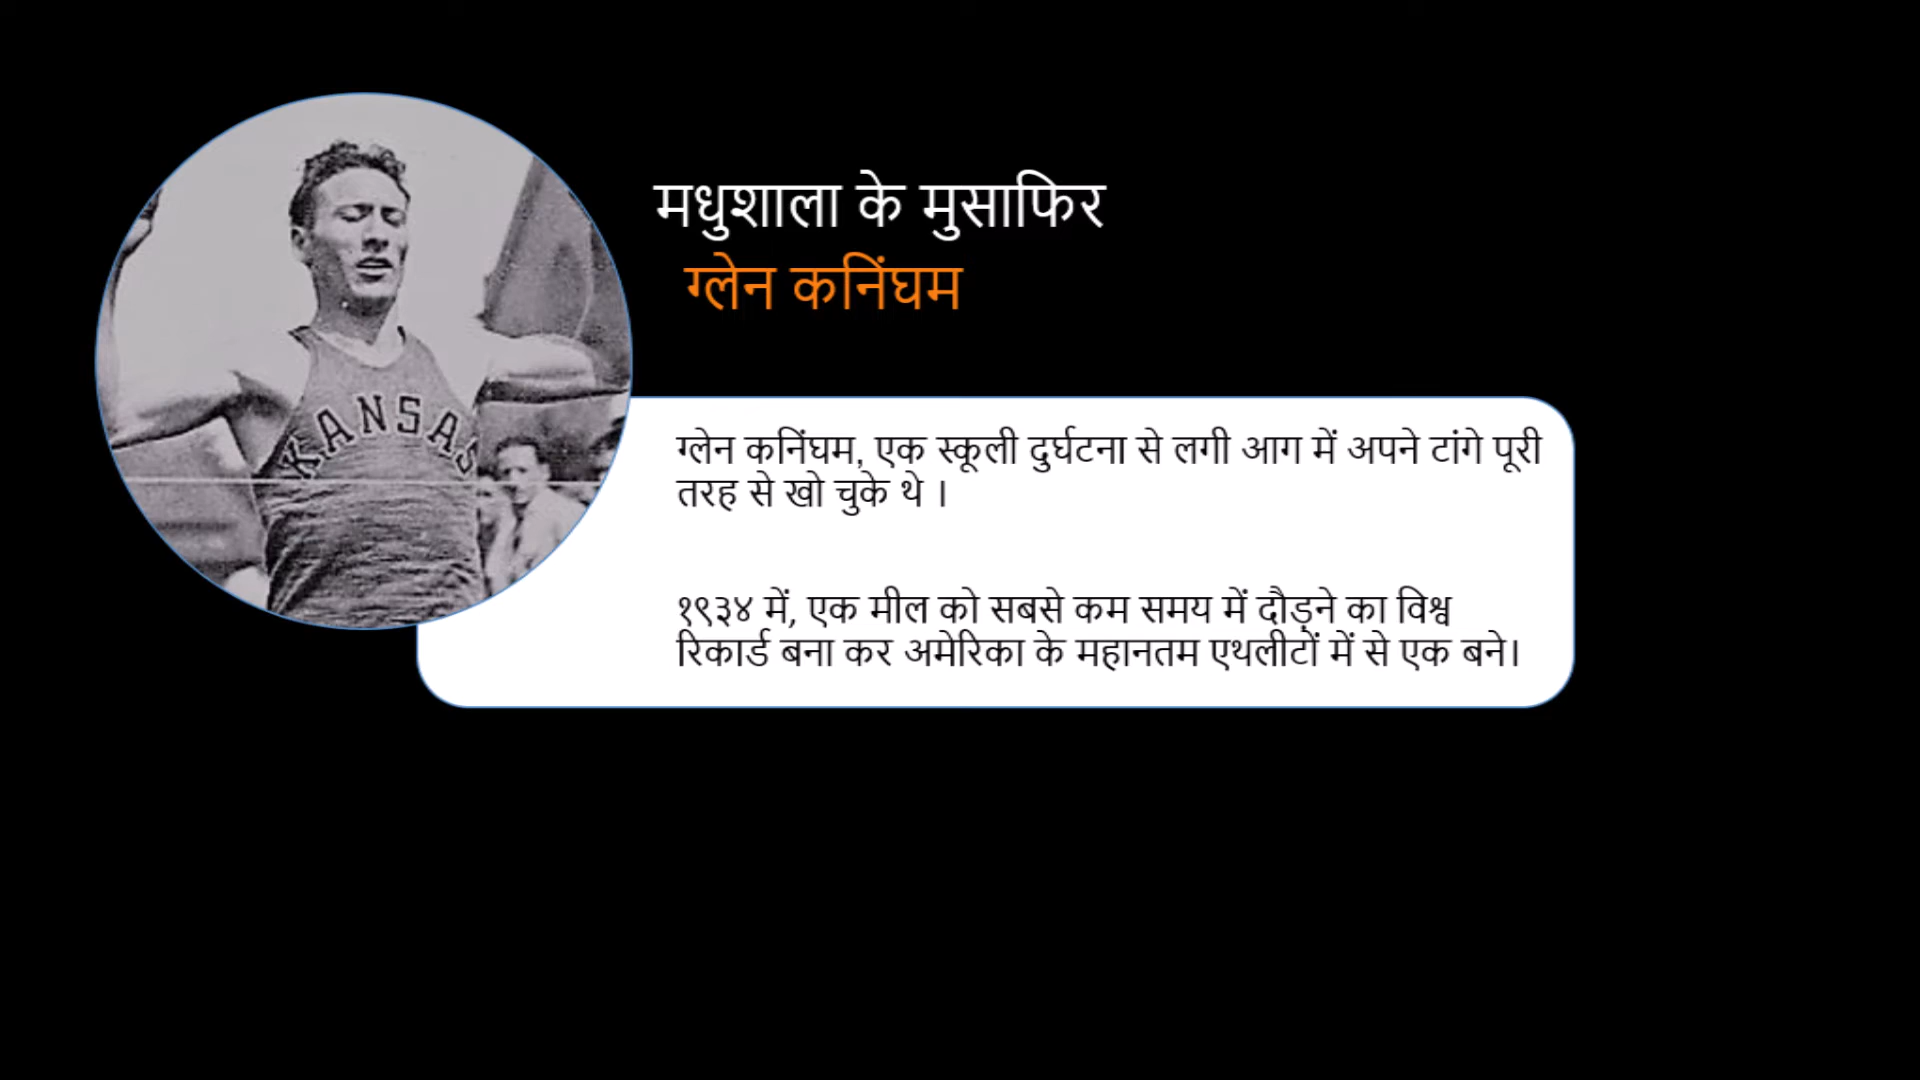 मधुशाला के मुसाफिर
ग्लेन कनिंघम
KANSAS
ग्लेन कनिंघम, एक स्कूली दुर्घटना से लगी आग में अपने टांगे पूरी
तरह से खो चुके थे ।
१९३४ में, एक मील को सबसे कम समय में दौड़ने का विश्व
रिकार्ड बना कर अमेरिका के महानतम एथलीटों में से एक बने।